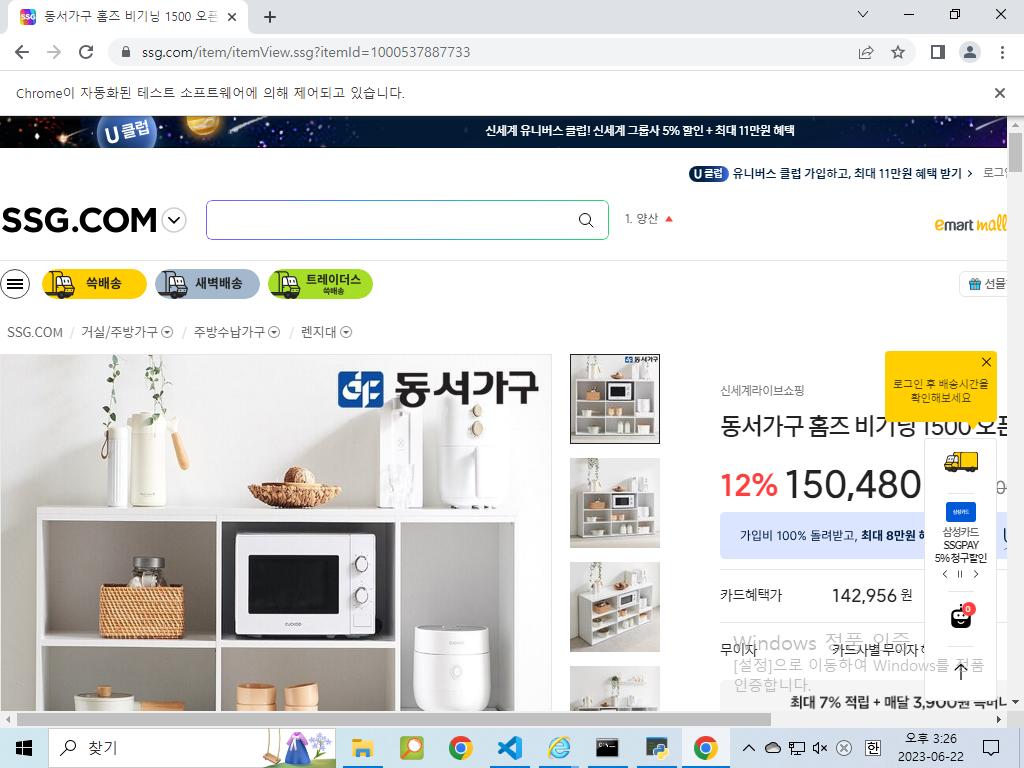 동서가구 홈즈 비기닝 1500 오픈
ssg.com/item/itemView.ssg?itemId=1000537887733
Chrome이 자동화된 테스트 소프트웨어에 의해 제어되고 있습니다.
U 클럽
신세계 유니버스 클럽! 신세계 그룹사 5% 할인 + 최대 11만원 혜택
U 클럽 유니버스 클럽 가입하고, 최대 11만원 혜택 받기
SSG.COM
1. 양산
emart mall
쓱배송
새벽배송
트레이더스
쓱배송
선물
SSG.COM / 거실/주방가구 / 주방수납가구 / 렌지대
동서가구
CUCKOO
신세계라이브쇼핑
로그인 후 배송시간을
확인해보세요
동서가구 홈즈 비기닝 1500 오픈
12% 150,480
가입비 100% 돌려받고, 최대 8만원
삼성카드
삼성카드
SSGPAY
5% 청구할인
카드혜택가 142,956 원
0
무이자 카드사별 무이자
Windows 정품 인증
[설정]으로 이동하여 Windows를 정품
인증합니다.
최대 7% 적립 + 매달 3,900원
찾기
한
오후 3:26
2023-06-22